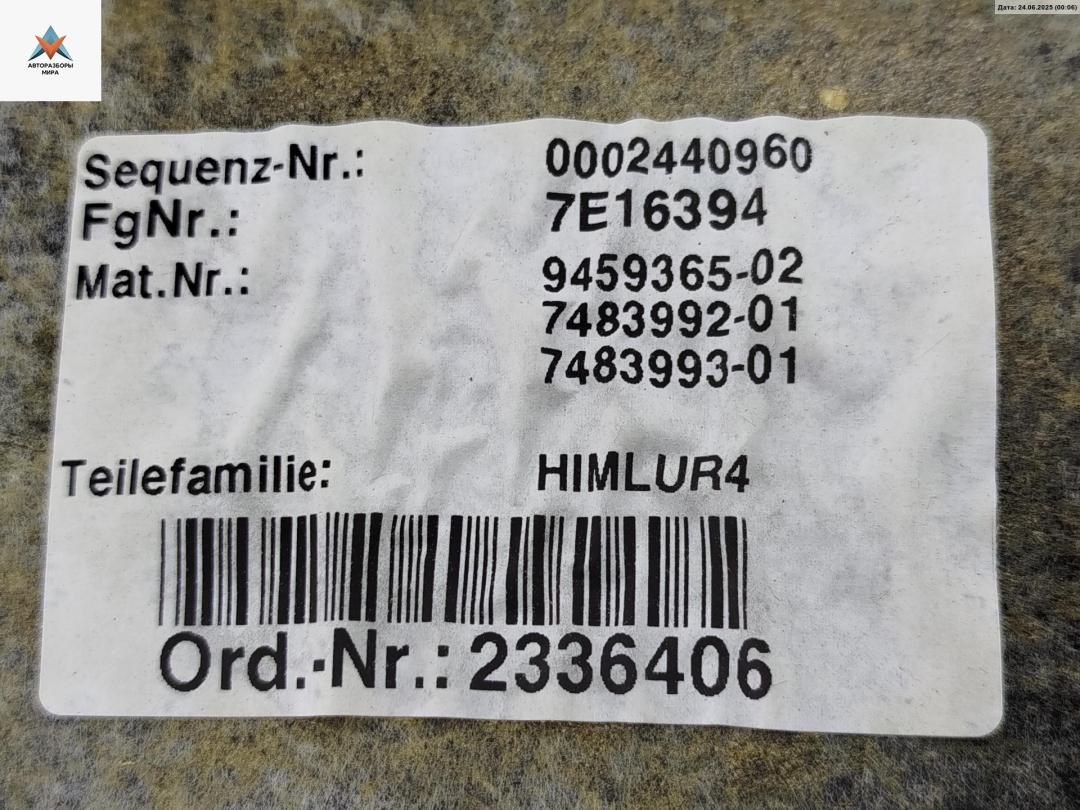 АВТОРАЗБОРЫ
МИРА
Дата: 24.06.2025 (00:06)
Sequenz-Nr.: 0002440960
FgNr.: 7E16394
Mat.Nr.: 9459365-02
7483992-01
7483993-01
Teilefamilie: HIMLUR4
Ord.-Nr.: 2336406